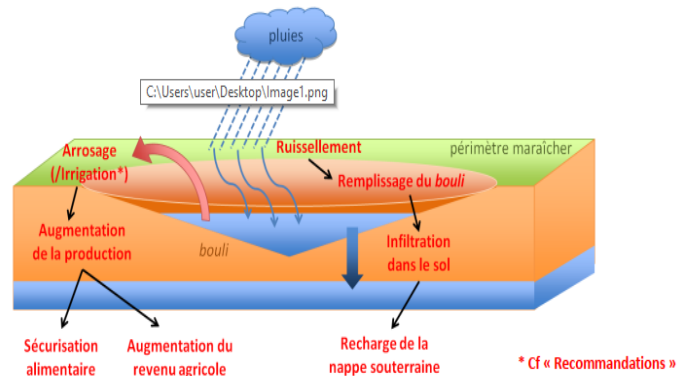 pluies
C:\Users\user\Desktop\Image1.png
Arrosage
(/Irrigation*)
Ruissellement
périmètre maraîcher
Remplissage du bouli
Augmentation
de la production
bouli
Infiltration
dans le sol
Sécurisation
alimentaire
Augmentation du
revenu agricole
Recharge de la
nappe souterraine
* Cf « Recommandations »